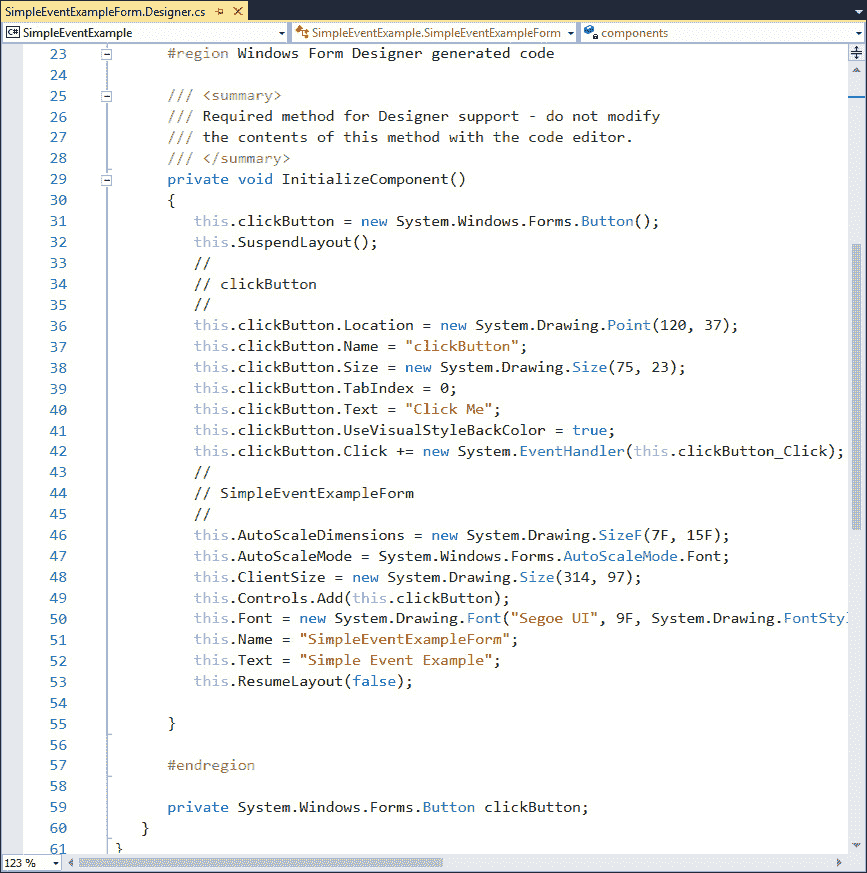 SimpleEventExampleForm.Designer.cs
C# SimpleEventExample SimpleEventExample.SimpleEventExampleForm components
23 #region Windows Form Designer generated code
24
25 /// <summary>
26 /// Required method for Designer support - do not modify
27 /// the contents of this method with the code editor.
28 /// </summary>
29 private void InitializeComponent()
30 {
31 this.clickButton = new System.Windows.Forms.Button();
32 this.SuspendLayout();
33 //
34 // clickButton
35 //
36 this.clickButton.Location = new System.Drawing.Point(120, 37);
37 this.clickButton.Name = "clickButton";
38 this.clickButton.Size = new System.Drawing.Size(75, 23);
39 this.clickButton.TabIndex = 0;
40 this.clickButton.Text = "Click Me";
41 this.clickButton.UseVisualStyleBackColor = true;
42 this.clickButton.Click += new System.EventHandler(this.clickButton_Click);
43 //
44 // SimpleEventExampleForm
45 //
46 this.AutoScaleDimensions = new System.Drawing.SizeF(7F, 15F);
47 this.AutoScaleMode = System.Windows.Forms.AutoScaleMode.Font;
48 this.ClientSize = new System.Drawing.Size(314, 97);
49 this.Controls.Add(this.clickButton);
50 this.Font = new System.Drawing.Font("Segoe UI", 9F, System.Drawing.FontSty
51 this.Name = "SimpleEventExampleForm";
52 this.Text = "Simple Event Example";
53 this.ResumeLayout(false);
54
55 }
56
57 #endregion
58
59 private System.Windows.Forms.Button clickButton;
60 }
61 }
123 %